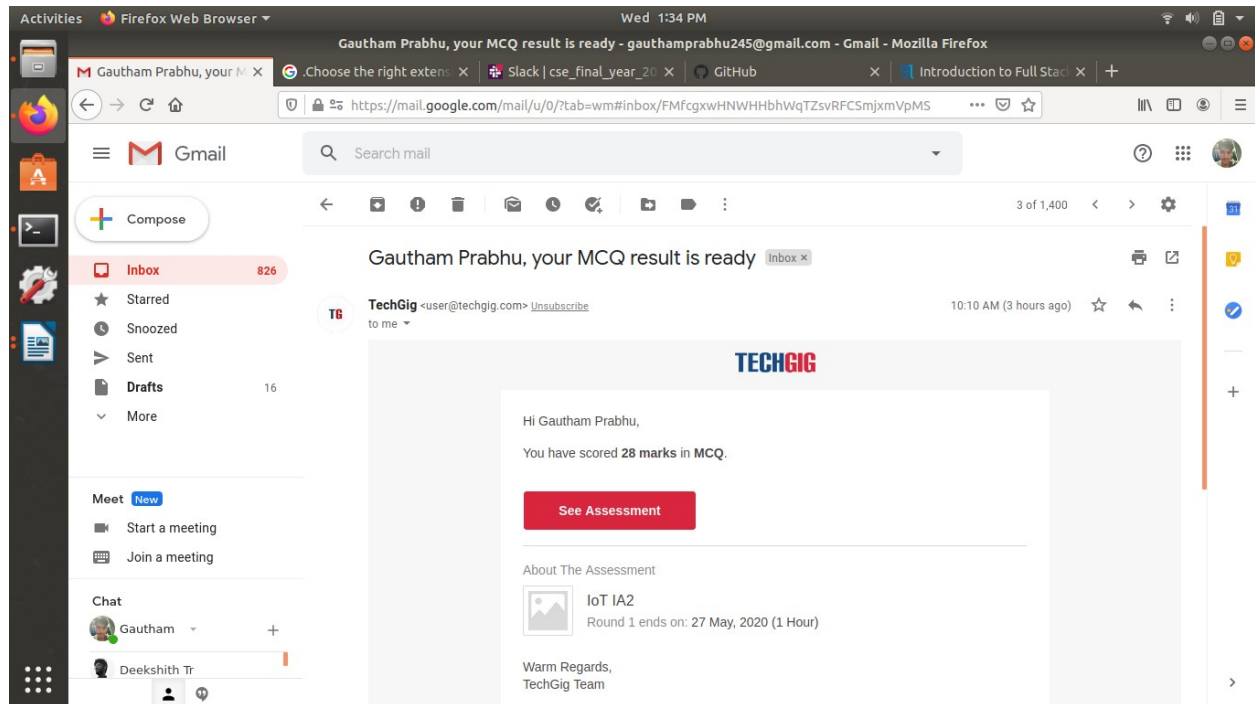 Activities Firefox Web Browser Wed 1:34 PM
Gautham Prabhu, your MCQ result is ready - gauthamprabhu245@gmail.com - Gmail - Mozilla Firefox
Gautham Prabhu, your M .Choose the right extens Slack | cse_final_year_20 GitHub Introduction to Full Stac
https://mail.google.com/mail/u/0/?tab=wm#inbox/FMfcgxwHNWHHbhWqTZsvRFCSmjxmVpMS
Gmail
Search mail
Compose
3 of 1,400
31
Inbox 826
Starred
Snoozed
Sent
Drafts 16
More
Meet New
Start a meeting
Join a meeting
Chat
Gautham
Deekshith Tr
Gautham Prabhu, your MCQ result is ready Inbox ×
TG
TechGig <user@techgig.com> Unsubscribe 10:10 AM (3 hours ago)
to me
TECHGIG
Hi Gautham Prabhu,
You have scored 28 marks in MCQ.
See Assessment
About The Assessment
IoT IA2
Round 1 ends on: 27 May, 2020 (1 Hour)
Warm Regards,
TechGig Team